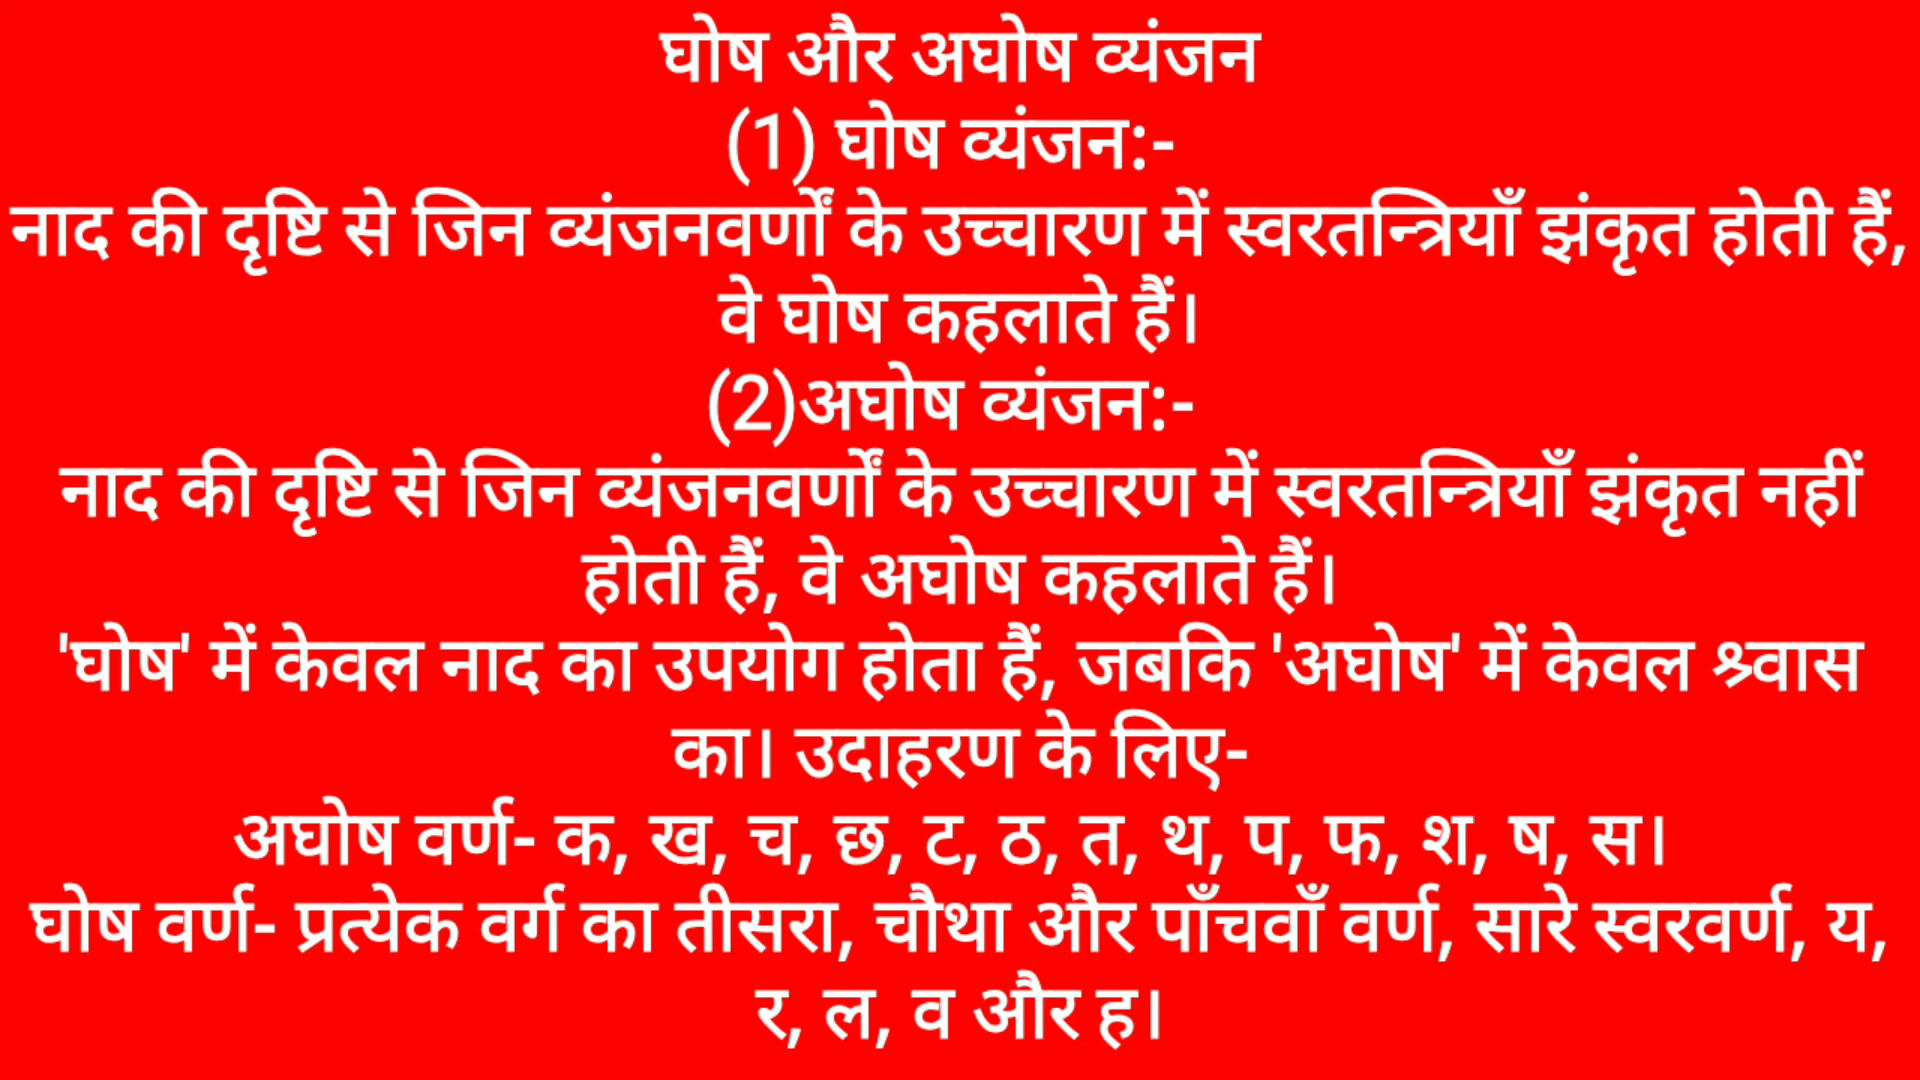 घोष और अघोष व्यंजन
(1) घोष व्यंजन:-
नाद की दृष्टि से जिन व्यंजनवर्णों के उच्चारण में स्वरतन्त्रियाँ झंकृत होती हैं,
वे घोष कहलाते हैं।
(2)अघोष व्यंजन:-
नाद की दृष्टि से जिन व्यंजनवर्णों के उच्चारण में स्वरतन्त्रियाँ झंकृत नहीं
होती हैं, वे अघोष कहलाते हैं।
'घोष' में केवल नाद का उपयोग होता हैं, जबकि 'अघोष' में केवल श्र्वास
का। उदाहरण के लिए-
अघोष वर्ण- क, ख, च, छ, ट, ठ, त, थ, प, फ, श, ष, स।
घोष वर्ण- प्रत्येक वर्ग का तीसरा, चौथा और पाँचवाँ वर्ण, सारे स्वरवर्ण, य,
र, ल, व और ह।